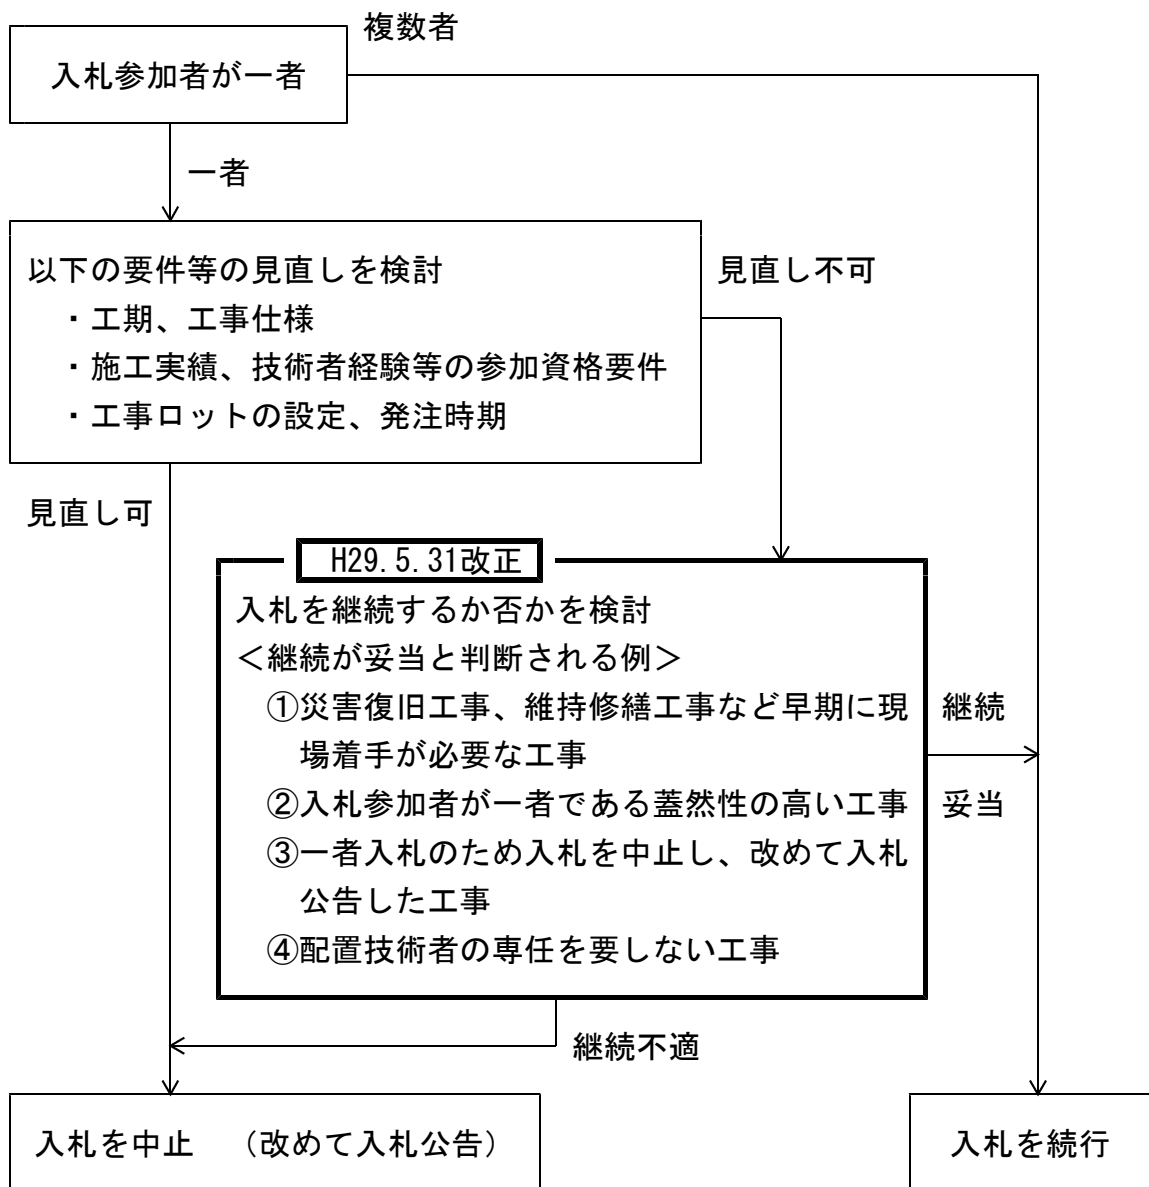 複数者
入札参加者が一者
一者
以下の要件等の見直しを検討
見直し不可
・工期、工事仕様
・施工実績、技術者経験等の参加資格要件
・工事ロットの設定、発注時期
見直し可
H29.5.31改正
入札を継続するか否かを検討
＜継続が妥当と判断される例＞
①災害復旧工事、維持修繕工事など早期に現
場着手が必要な工事
継続
②入札参加者が一者である蓋然性の高い工事
妥当
③一者入札のため入札を中止し、改めて入札
公告した工事
④配置技術者の専任を要しない工事
継続不適
入札を中止　（改めて入札公告）
入札を続行